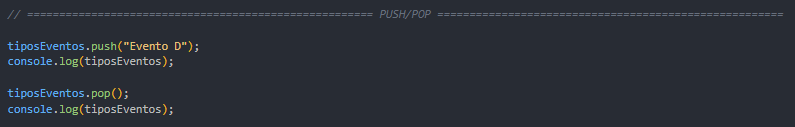 // ====================================================== PUSH/POP ======================================================
tiposEventos.push("Evento D");
console.log(tiposEventos);
tiposEventos.pop();
console.log(tiposEventos);